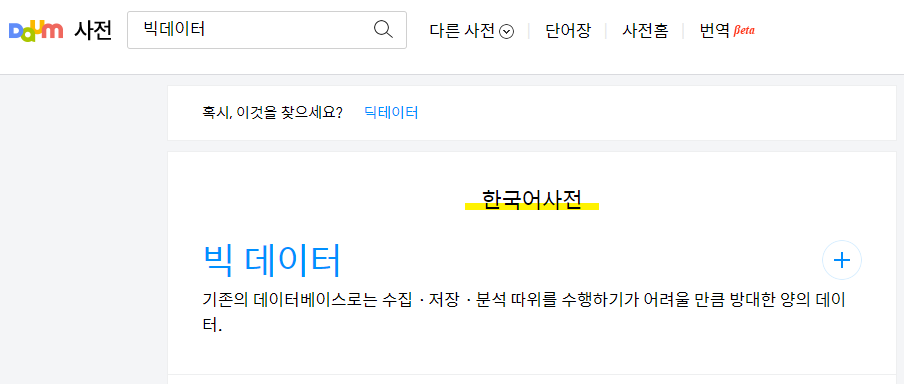 Daum 사전 빅데이터 다른 사전 단어장 사전홈 번역 βeta
혹시, 이것을 찾으세요? 딕테이터
한국어사전
빅 데이터
기존의 데이터베이스로는 수집ㆍ저장ㆍ분석 따위를 수행하기가 어려울 만큼 방대한 양의 데이
터.